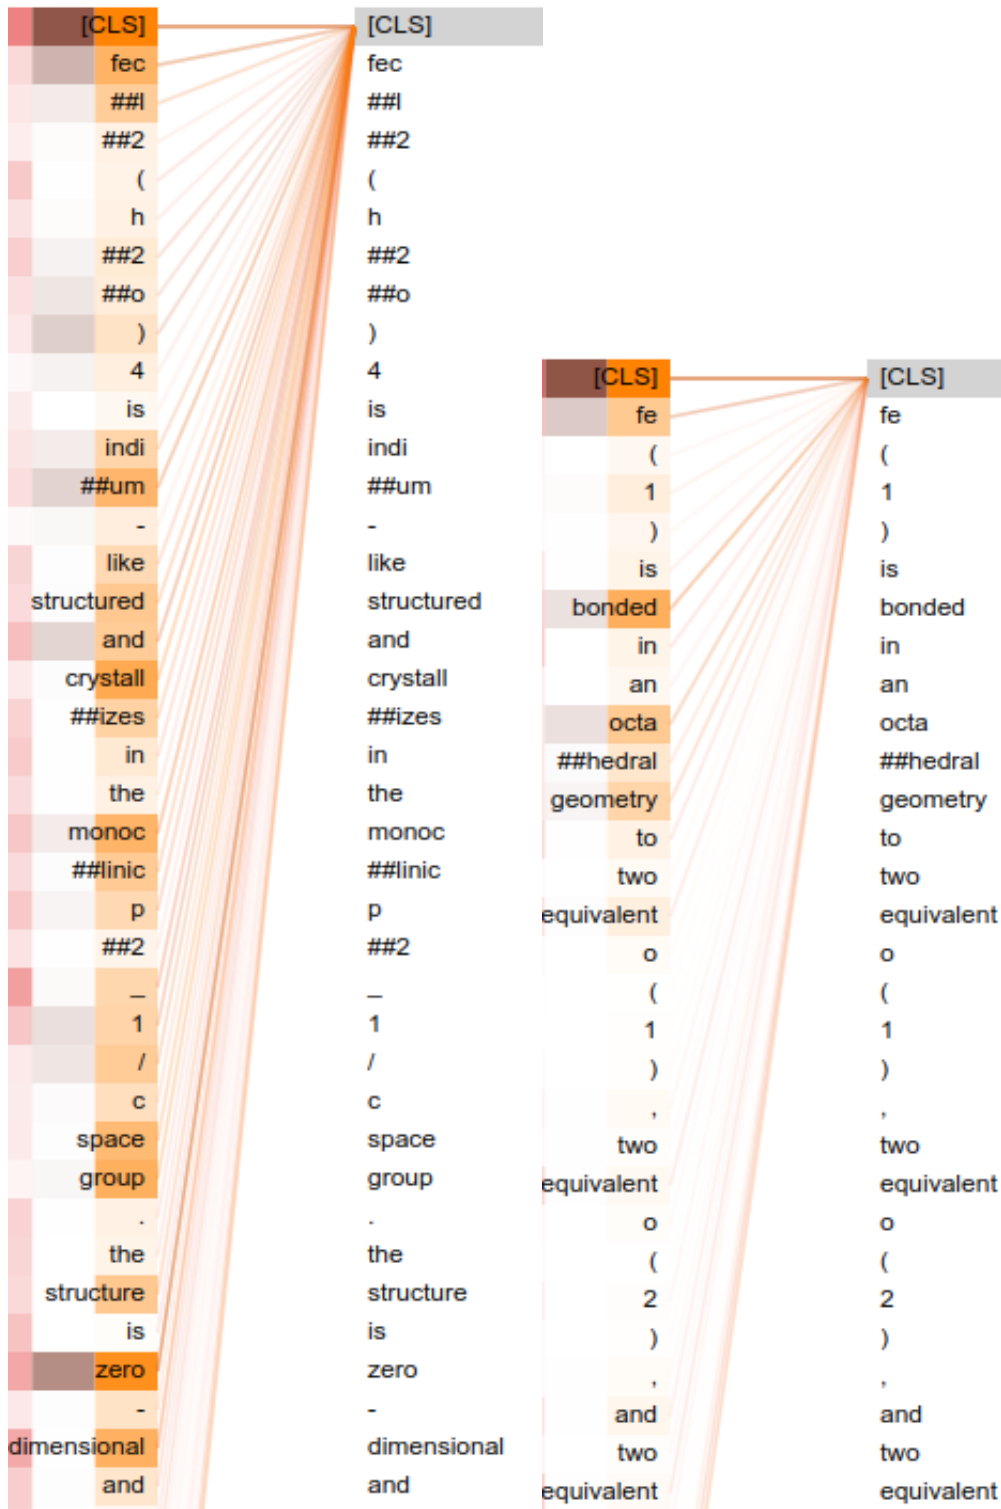 [CLS] [CLS]
fec fec
##l ##l
##2 ##2
( (
h h
##2 ##2
##o ##o
) )
4 4
is is
indi indi
##um ##um
- -
like like
structured structured
and and
crystall crystall
##izes ##izes
in in
the the
monoc monoc
##linic ##linic
p p
##2 ##2
_ _
1 1
/ /
c c
space space
group group
. .
the the
structure structure
is is
zero zero
- -
dimensional dimensional
and and
[CLS] [CLS]
fe fe
( (
1 1
) )
is is
bonded bonded
in in
an an
octa octa
##hedral ##hedral
geometry geometry
to to
two two
equivalent equivalent
o o
( (
1 1
) )
, ,
two two
equivalent equivalent
o o
( (
2 2
) )
, ,
and and
two two
equivalent equivalent